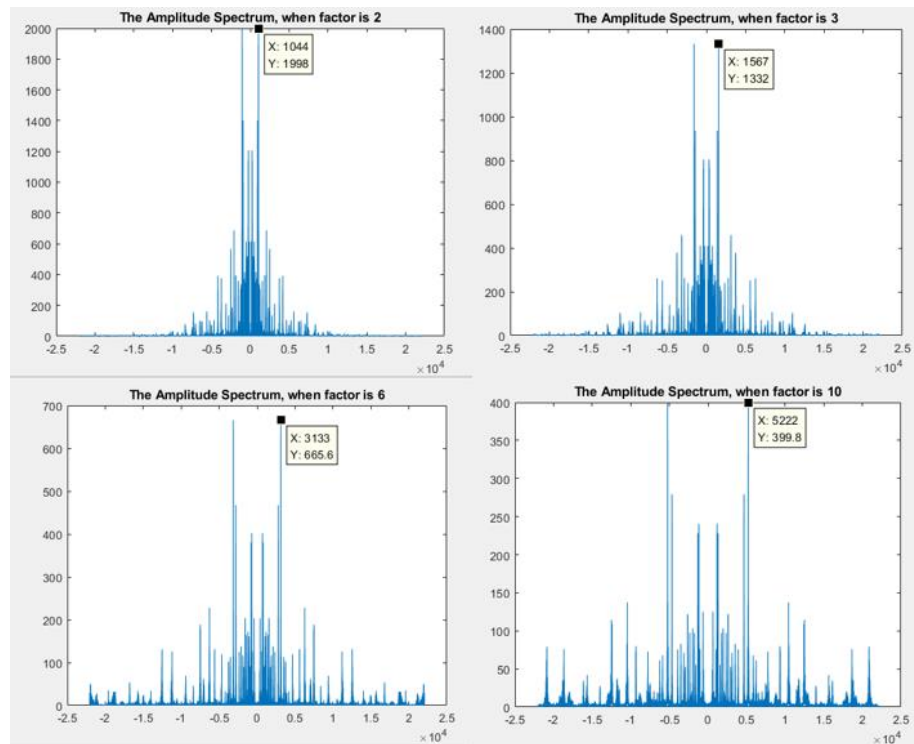 The Amplitude Spectrum, when factor is 2
2000
1800
1600
1400
1200
1000
800
600
400
200
0
X: 1044
Y: 1998
-2.5 -2 -1.5 -1 -0.5 0 0.5 1 1.5 2 2.5
× 10^4
The Amplitude Spectrum, when factor is 3
1400
1200
1000
800
600
400
200
0
X: 1567
Y: 1332
-2.5 -2 -1.5 -1 -0.5 0 0.5 1 1.5 2 2.5
× 10^4
The Amplitude Spectrum, when factor is 6
700
600
500
400
300
200
100
0
X: 3133
Y: 665.6
-2.5 -2 -1.5 -1 -0.5 0 0.5 1 1.5 2 2.5
× 10^4
The Amplitude Spectrum, when factor is 10
400
350
300
250
200
150
100
50
0
X: 5222
Y: 399.8
-2.5 -2 -1.5 -1 -0.5 0 0.5 1 1.5 2 2.5
× 10^4